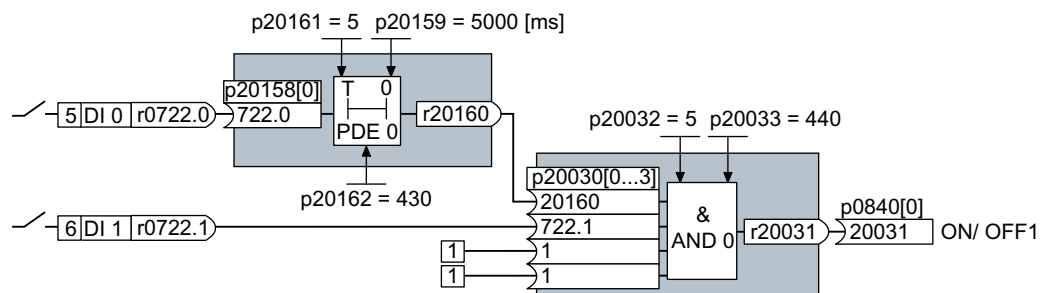 p20161 = 5 p20159 = 5000 [ms]
p20158[0] T 0
5 DI 0 r0722.0 722.0 r20160
PDE 0
p20162 = 430
p20032 = 5 p20033 = 440
p20030[0...3]
20160
6 DI 1 r0722.1 722.1
&
AND 0
p0840[0]
r20031 20031 ON/ OFF1
1 1
1 1